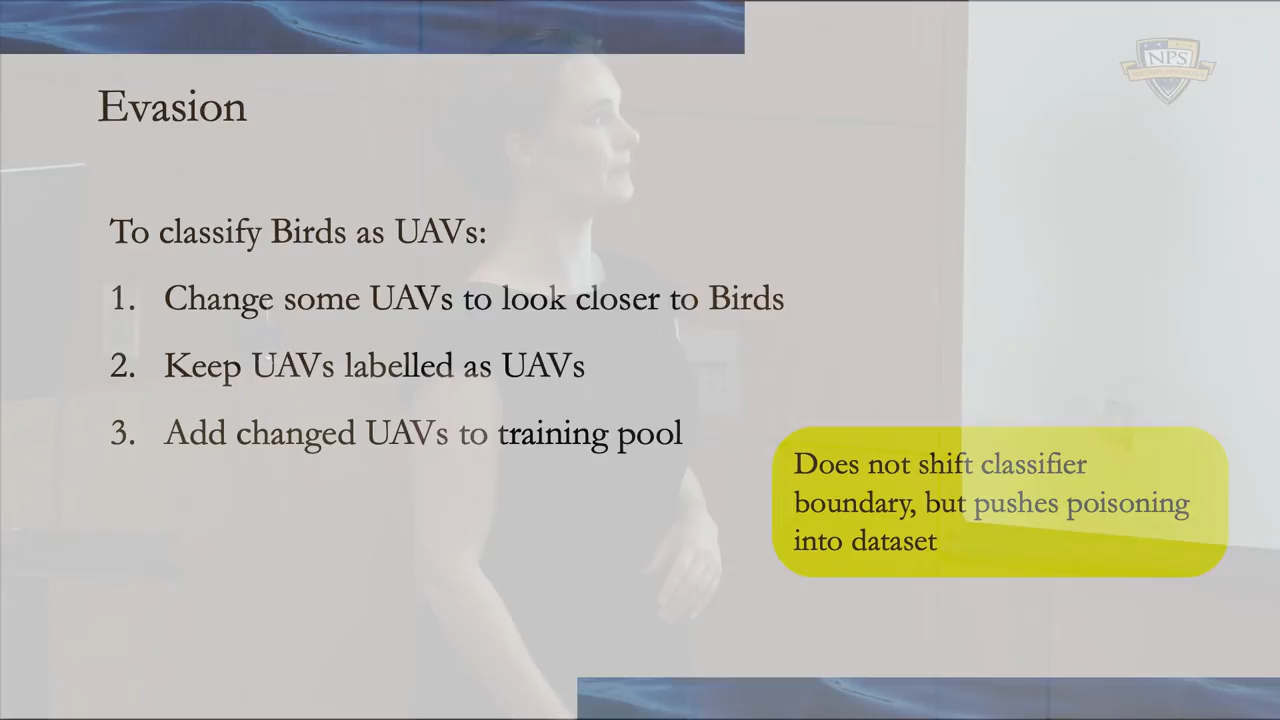 NPS
Evasion
To classify Birds as UAVs:
1. Change some UAVs to look closer to Birds
2. Keep UAVs labelled as UAVs
3. Add changed UAVs to training pool
Does not shift classifier
boundary, but pushes poisoning
into dataset